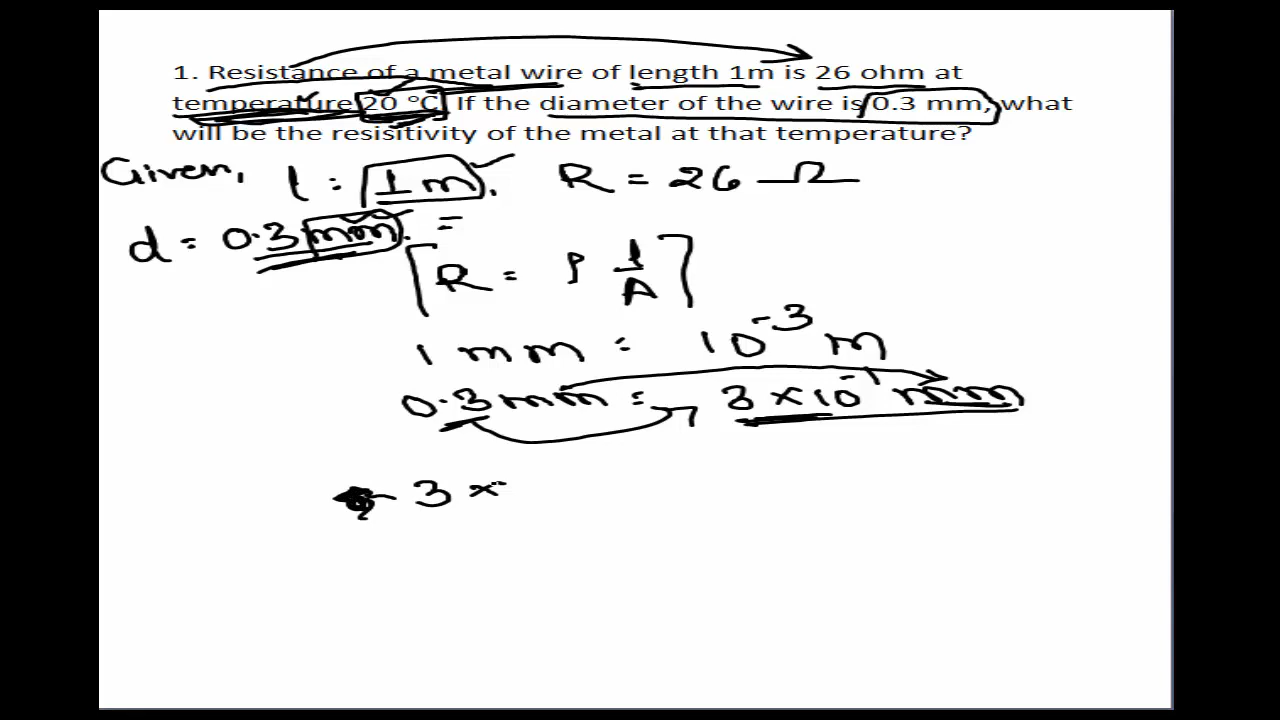 1. Resistance of a metal wire of length 1m is 26 ohm at
temperature 20 °C. If the diameter of the wire is 0.3 mm, what
will be the resisitivity of the metal at that temperature?
Given, l = 1 m. R = 26 Ω
d = 0.3 mm. =
[R = ρ l/A]
1 mm = 10⁻³ m
0.3 mm = 3 × 10⁻¹ mm
3 ×